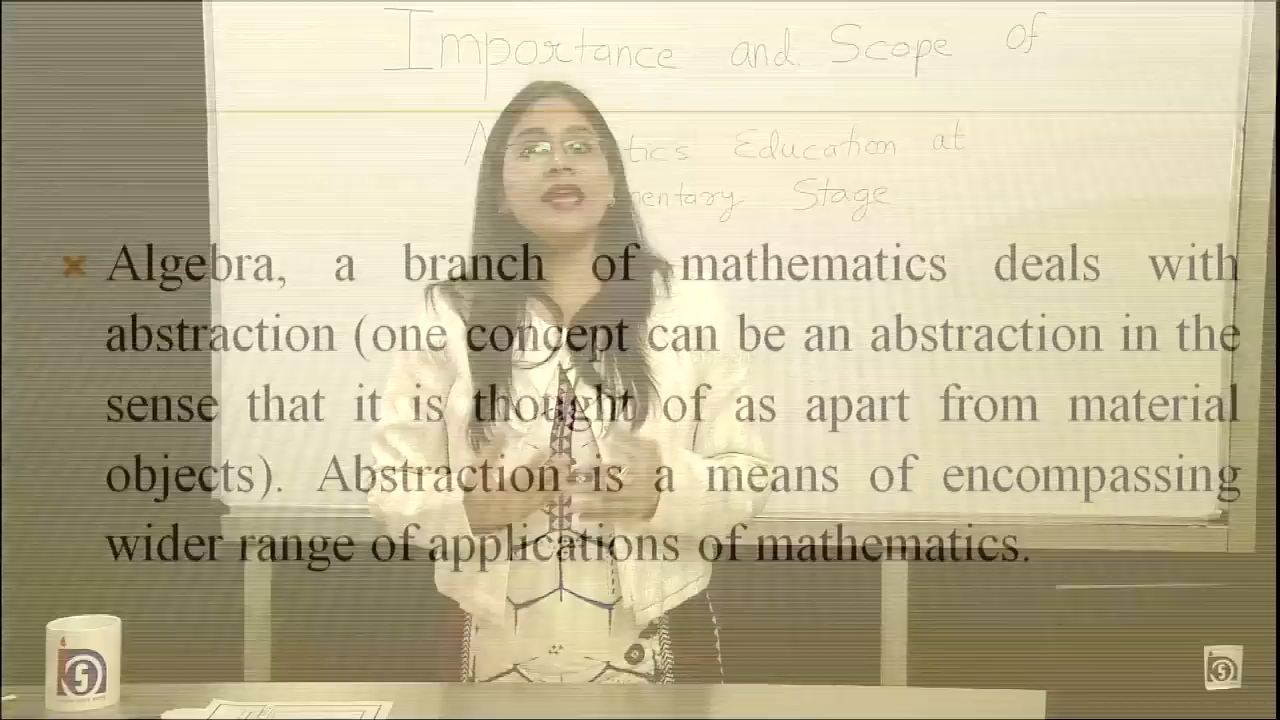 Importance and Scope of
tics Education at
mentary Stage
Algebra, a branch of mathematics deals with
abstraction (one concept can be an abstraction in the
sense that it is thought of as apart from material
objects). Abstraction is a means of encompassing
wider range of applications of mathematics.